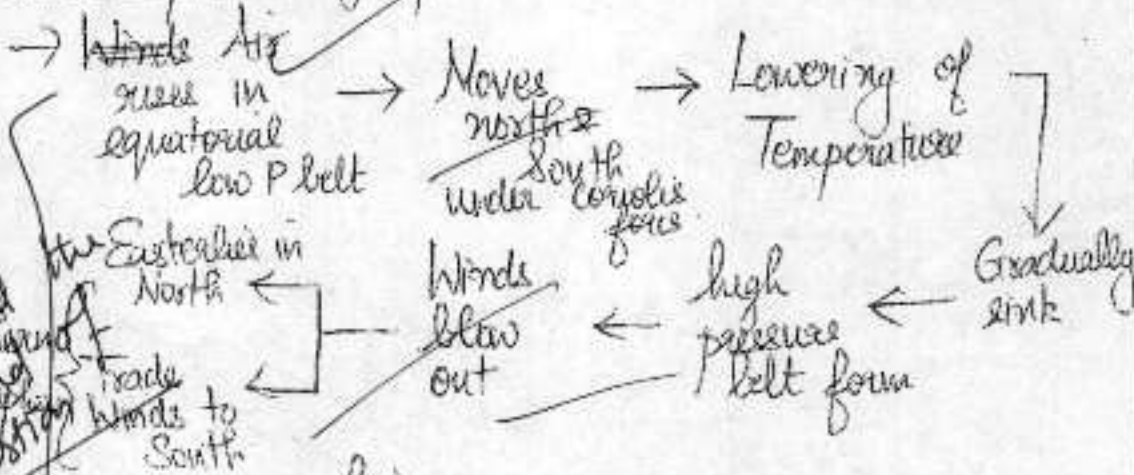 → Winds Air
rises in
equatorial
low P belt
→ Moves
north &
South
under coriolis
force
→ Lowering of
Temperature
Gradually
sink
← high
pressure
belt form
← Winds
blow
out
Easterlies in
North
Trade
Winds to
South